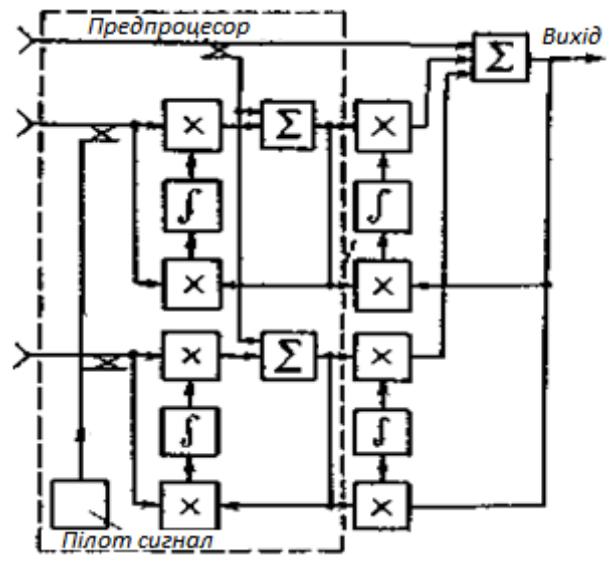 Предпроцесор
Вихід
Σ
× Σ ×
∫ ∫
× ×
× Σ ×
∫ ∫
× ×
Пілот сигнал